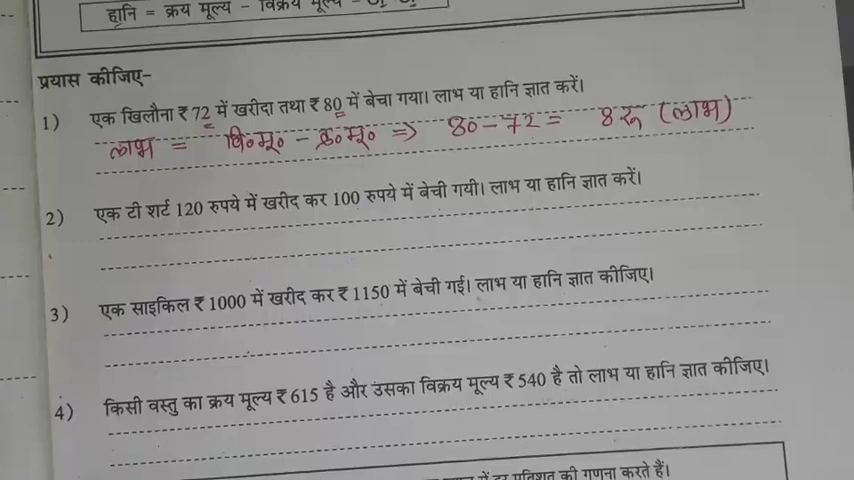 हानि = क्रय मूल्य - विक्रय मूल्य -
प्रयास कीजिए-
1) एक खिलौना ₹ 72 में खरीदा तथा ₹ 80 में बेचा गया। लाभ या हानि ज्ञात करें।
लाभ = वि०मू० - क्र०मू० => 80 - 72 = 8 रु (लाभ)
2) एक टी शर्ट 120 रुपये में खरीद कर 100 रुपये में बेची गयी। लाभ या हानि ज्ञात करें।
3) एक साइकिल ₹ 1000 में खरीद कर ₹ 1150 में बेची गई। लाभ या हानि ज्ञात कीजिए।
4) किसी वस्तु का क्रय मूल्य ₹ 615 है और उसका विक्रय मूल्य ₹ 540 है तो लाभ या हानि ज्ञात कीजिए।
में हर प्रतिशत की गणना करते हैं।